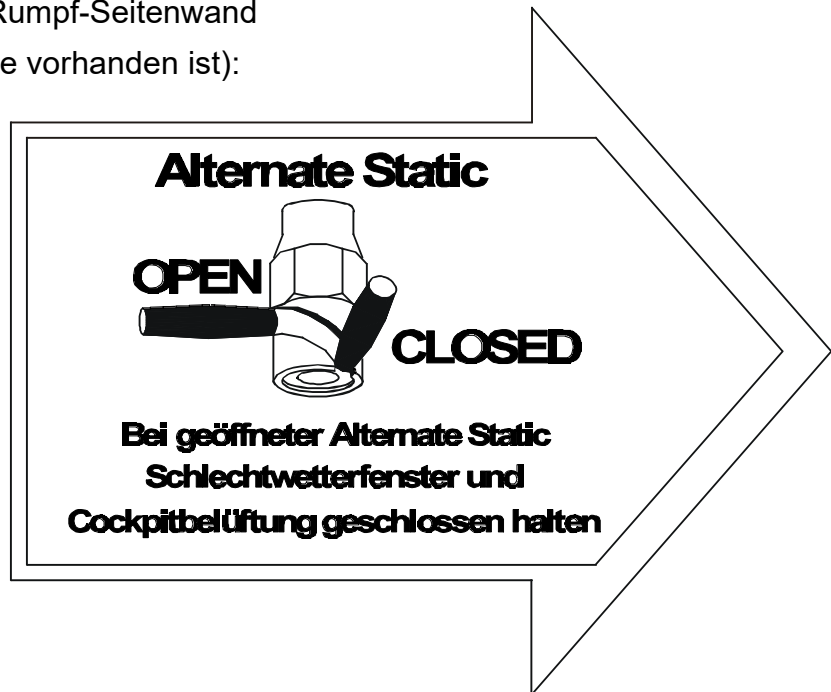 Rumpf-Seitenwand
e vorhanden ist):
Alternate Static
OPEN
CLOSED
Bei geöffneter Alternate Static
Schlechtwetterfenster und
Cockpitbelüftung geschlossen halten